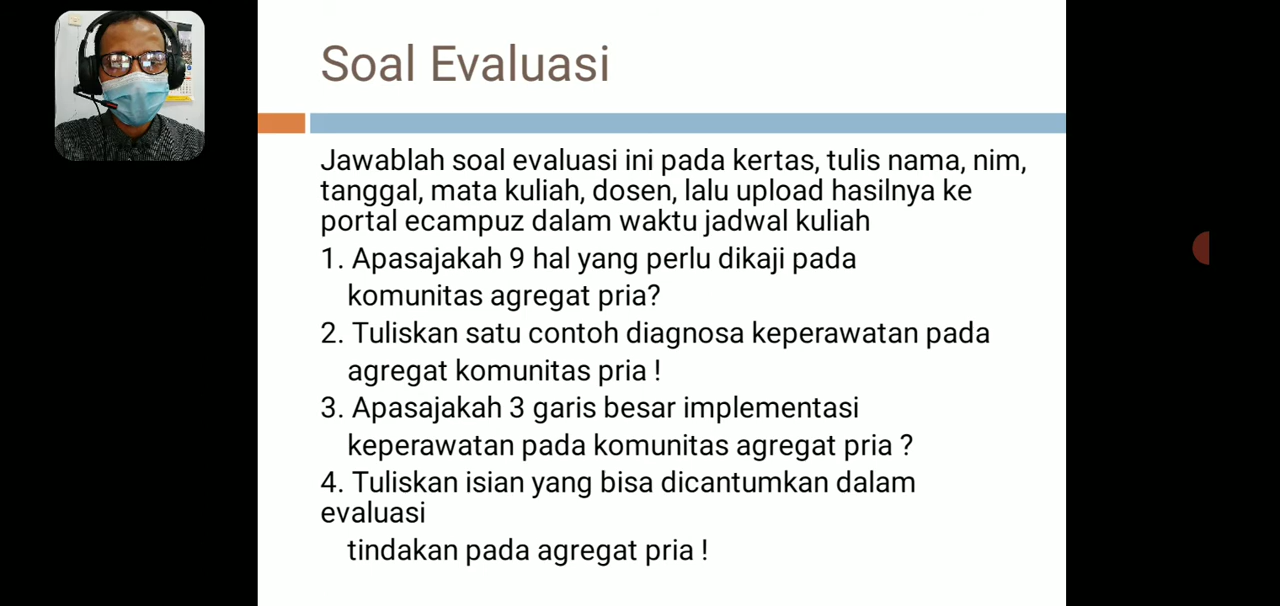 Soal Evaluasi
Jawablah soal evaluasi ini pada kertas, tulis nama, nim,
tanggal, mata kuliah, dosen, lalu upload hasilnya ke
portal ecampuz dalam waktu jadwal kuliah
1. Apasajakah 9 hal yang perlu dikaji pada
komunitas agregat pria?
2. Tuliskan satu contoh diagnosa keperawatan pada
agregat komunitas pria !
3. Apasajakah 3 garis besar implementasi
keperawatan pada komunitas agregat pria ?
4. Tuliskan isian yang bisa dicantumkan dalam
evaluasi
tindakan pada agregat pria !